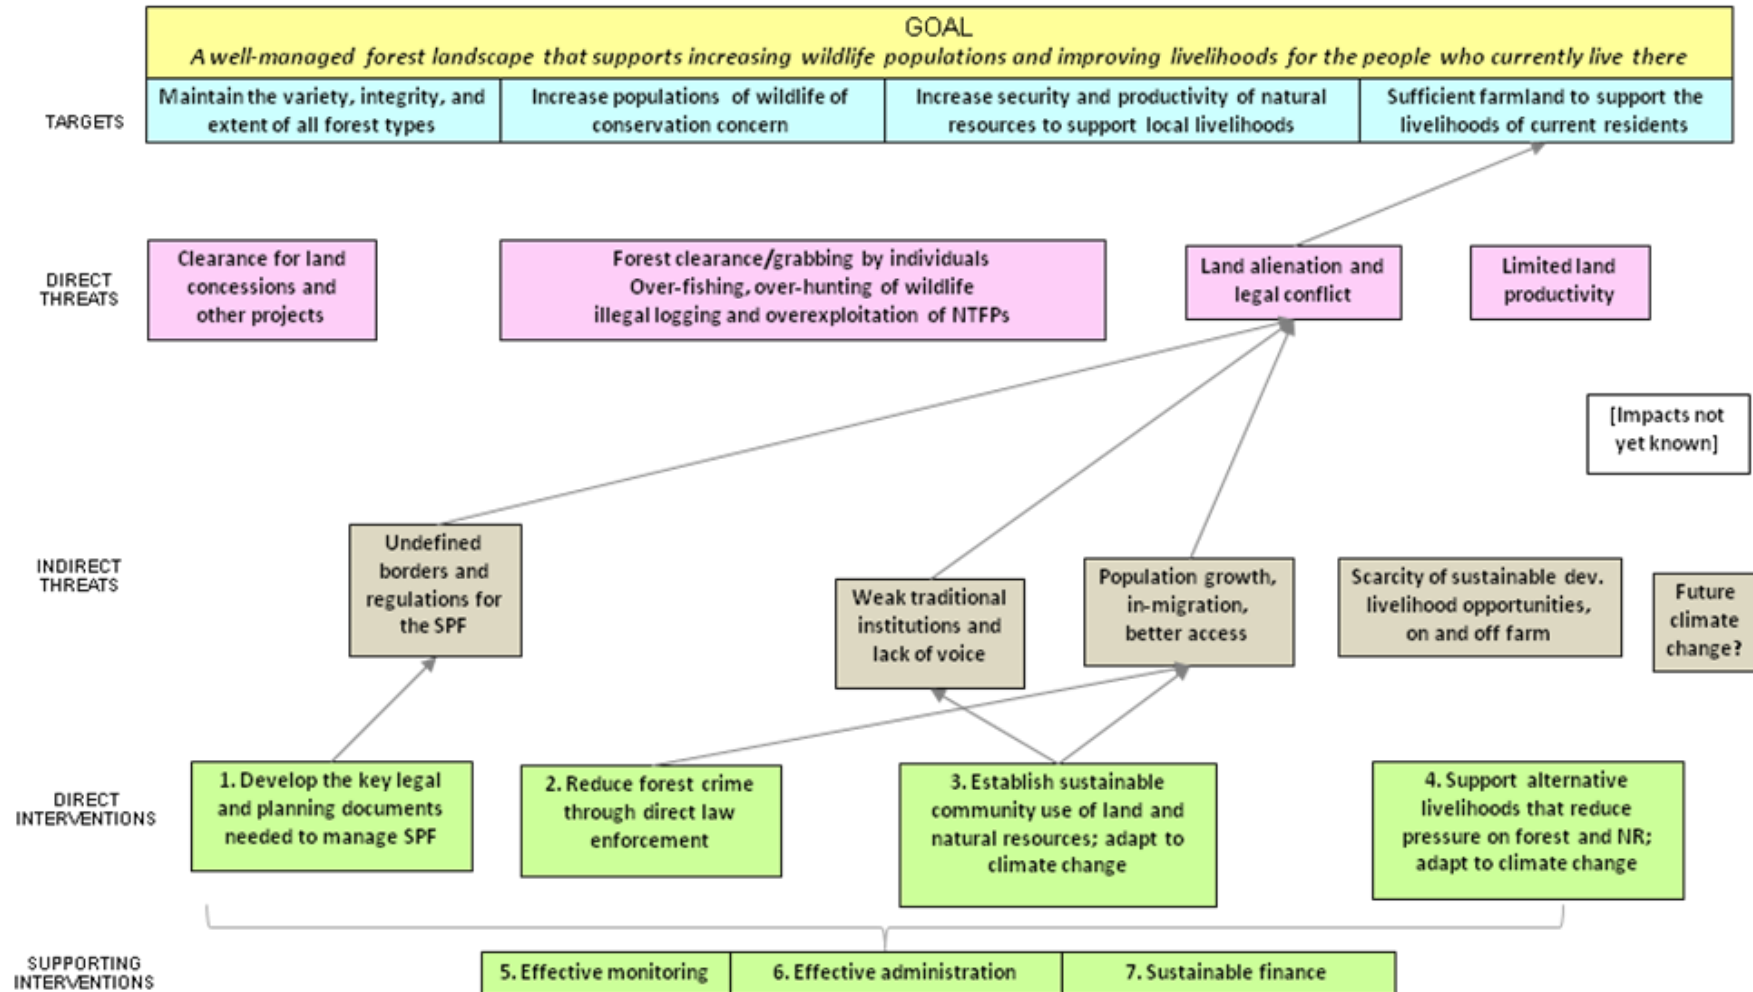 GOAL
A well-managed forest landscape that supports increasing wildlife populations and improving livelihoods for the people who currently live there
TARGETS
Maintain the variety, integrity, and
extent of all forest types
Increase populations of wildlife of
conservation concern
Increase security and productivity of natural
resources to support local livelihoods
Sufficient farmland to support the
livelihoods of current residents
DIRECT
THREATS
Clearance for land
concessions and
other projects
Forest clearance/grabbing by individuals
Over-fishing, over-hunting of wildlife
illegal logging and overexploitation of NTFPs
Land alienation and
legal conflict
Limited land
productivity
[Impacts not
yet known]
INDIRECT
THREATS
Undefined
borders and
regulations for
the SPF
Weak traditional
institutions and
lack of voice
Population growth,
in-migration,
better access
Scarcity of sustainable dev.
livelihood opportunities,
on and off farm
Future
climate
change?
DIRECT
INTERVENTIONS
1. Develop the key legal
and planning documents
needed to manage SPF
2. Reduce forest crime
through direct law
enforcement
3. Establish sustainable
community use of land and
natural resources; adapt to
climate change
4. Support alternative
livelihoods that reduce
pressure on forest and NR;
adapt to climate change
SUPPORTING
INTERVENTIONS
5. Effective monitoring
6. Effective administration
7. Sustainable finance